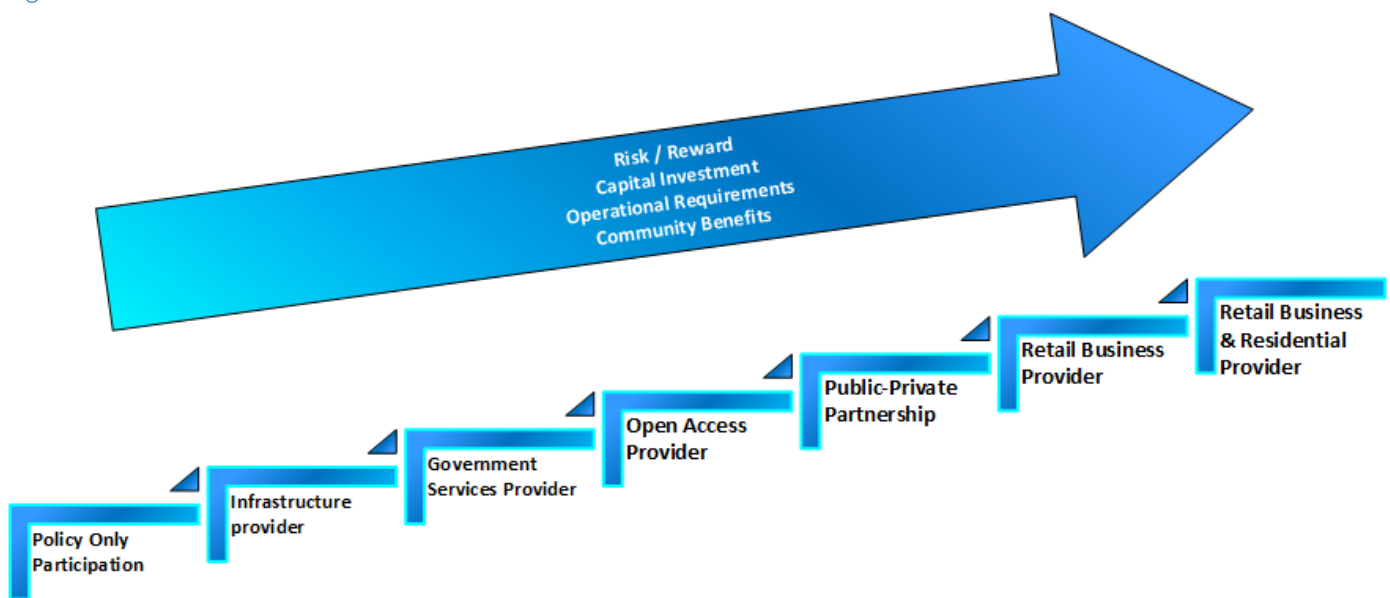 Risk / Reward
Capital Investment
Operational Requirements
Community Benefits
Policy Only
Participation
Infrastructure
provider
Government
Services Provider
Open Access
Provider
Public-Private
Partnership
Retail Business
Provider
Retail Business
& Residential
Provider